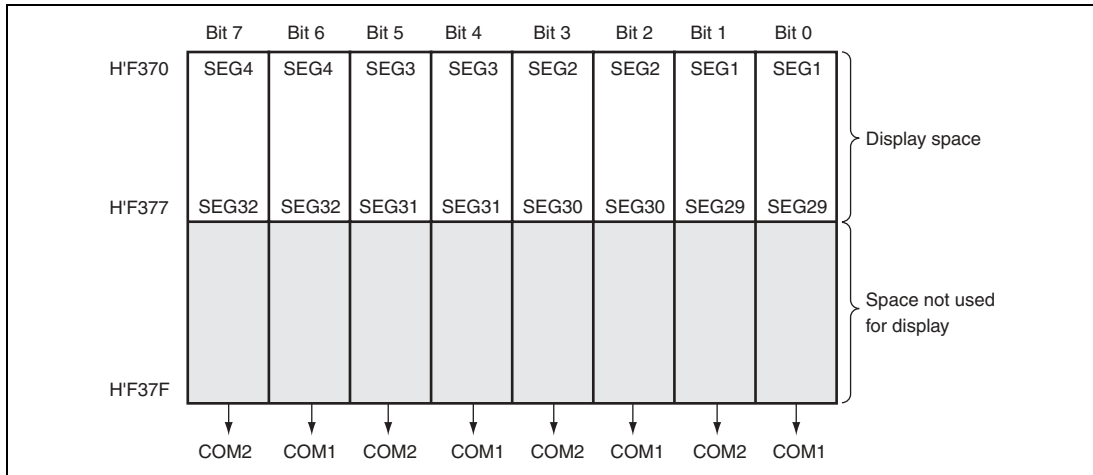 Bit 7 Bit 6 Bit 5 Bit 4 Bit 3 Bit 2 Bit 1 Bit 0
H'F370 SEG4 SEG4 SEG3 SEG3 SEG2 SEG2 SEG1 SEG1
Display space
H'F377 SEG32 SEG32 SEG31 SEG31 SEG30 SEG30 SEG29 SEG29
Space not used
for display
H'F37F
COM2 COM1 COM2 COM1 COM2 COM1 COM2 COM1